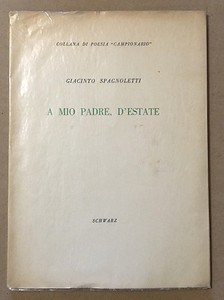 COLLANA DI POESIA "CAMPIONARIO"
GIACINTO SPAGNOLETTI
A MIO PADRE, D'ESTATE
SCHWARZ